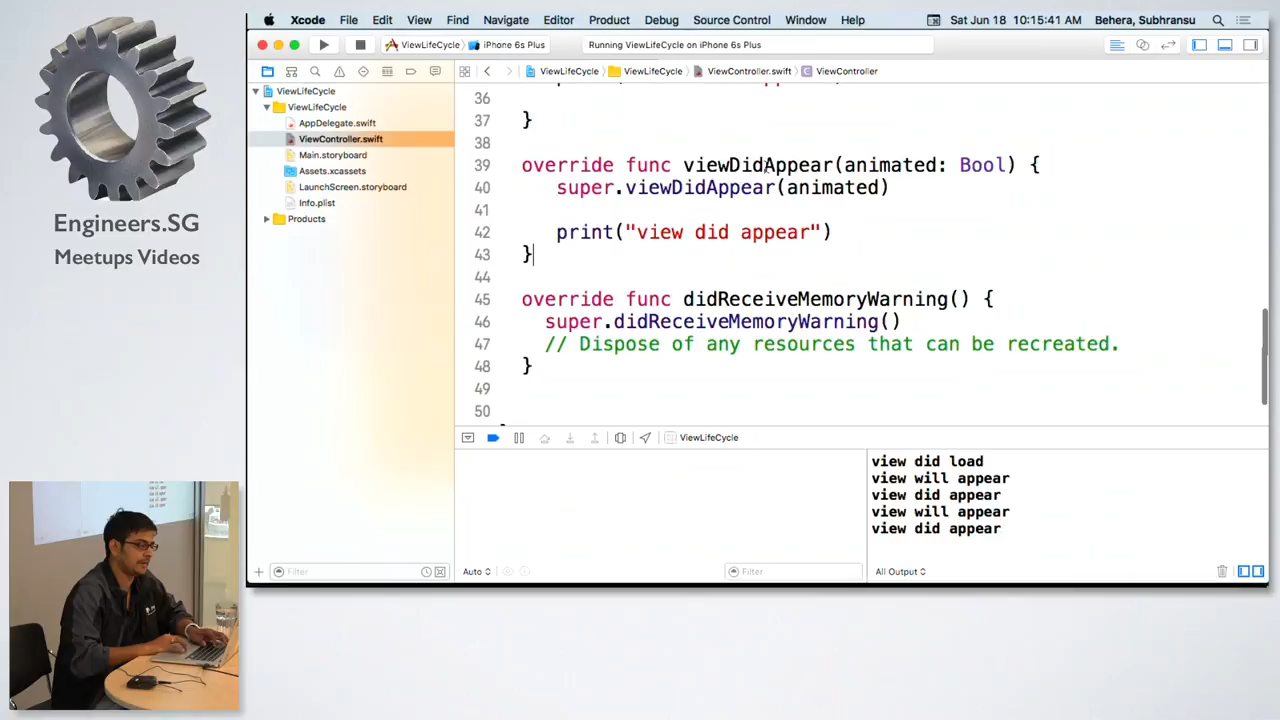 Xcode File Edit View Find Navigate Editor Product Debug Source Control Window Help Sat Jun 18 10:15:41 AM Behera, Subhransu
ViewLifeCycle iPhone 6s Plus Running ViewLifeCycle on iPhone 6s Plus
ViewLifeCycle ViewLifeCycle ViewController.swift ViewController
ViewLifeCycle
ViewLifeCycle
AppDelegate.swift
ViewController.swift
Main.storyboard
Assets.xcassets
LaunchScreen.storyboard
Info.plist
Products
Engineers.SG
Meetups Videos
36
37 }
38
39 override func viewDidAppear(animated: Bool) {
40 super.viewDidAppear(animated)
41
42 print("view did appear")
43 }
44
45 override func didReceiveMemoryWarning() {
46 super.didReceiveMemoryWarning()
47 // Dispose of any resources that can be recreated.
48 }
49
50
ViewLifeCycle
view did load
view will appear
view did appear
view will appear
view did appear
Filter Auto Filter All Output